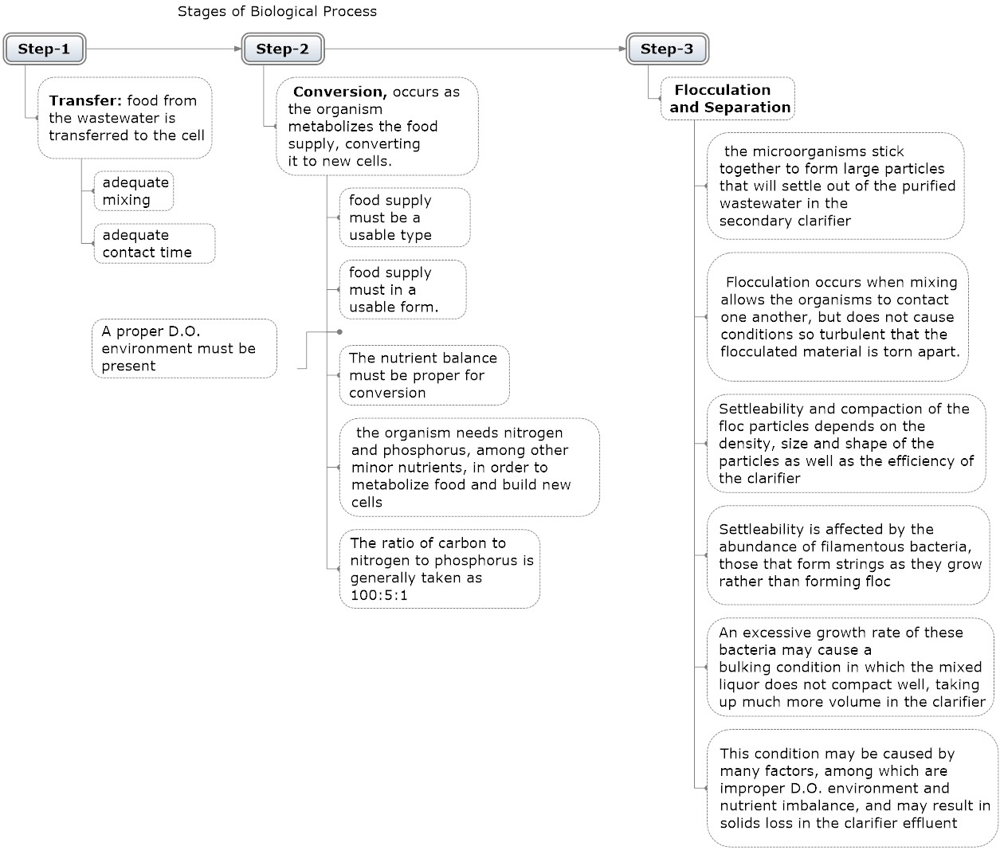 Stages of Biological Process
Step-1
Step-2
Step-3
Transfer: food from
the wastewater is
transferred to the cell
adequate
mixing
adequate
contact time
Conversion, occurs as
the organism
metabolizes the food
supply, converting
it to new cells.
food supply
must be a
usable type
food supply
must in a
usable form.
A proper D.O.
environment must be
present
The nutrient balance
must be proper for
conversion
the organism needs nitrogen
and phosphorus, among other
minor nutrients, in order to
metabolize food and build new
cells
The ratio of carbon to
nitrogen to phosphorus is
generally taken as
100:5:1
Flocculation
and Separation
the microorganisms stick
together to form large particles
that will settle out of the purified
wastewater in the
secondary clarifier
Flocculation occurs when mixing
allows the organisms to contact
one another, but does not cause
conditions so turbulent that the
flocculated material is torn apart.
Settleability and compaction of the
floc particles depends on the
density, size and shape of the
particles as well as the efficiency of
the clarifier
Settleability is affected by the
abundance of filamentous bacteria,
those that form strings as they grow
rather than forming floc
An excessive growth rate of these
bacteria may cause a
bulking condition in which the mixed
liquor does not compact well, taking
up much more volume in the clarifier
This condition may be caused by
many factors, among which are
improper D.O. environment and
nutrient imbalance, and may result in
solids loss in the clarifier effluent